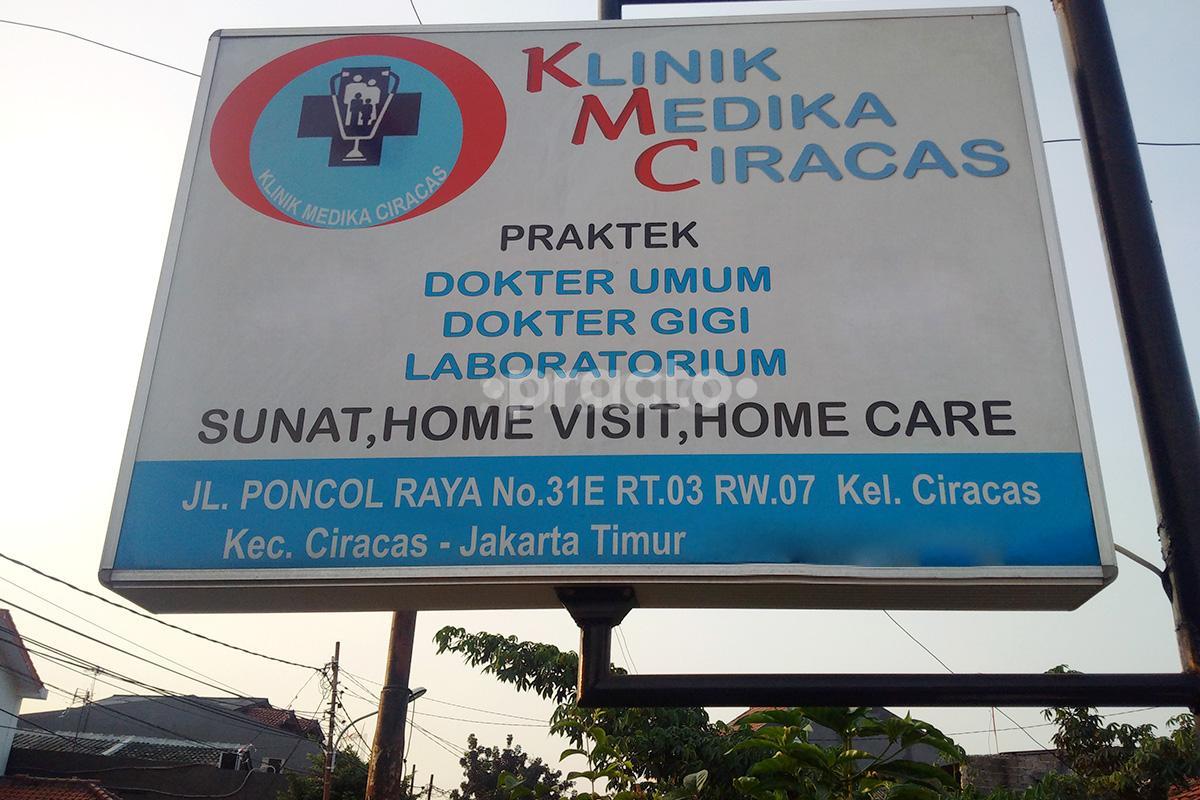 KLINIK
MEDIKA
CIRACAS
KLINIK MEDIKA CIRACAS
PRAKTEK
DOKTER UMUM
DOKTER GIGI
LABORATORIUM
practo
SUNAT,HOME VISIT,HOME CARE
JL. PONCOL RAYA No.31E RT.03 RW.07 Kel. Ciracas
Kec. Ciracas - Jakarta Timur